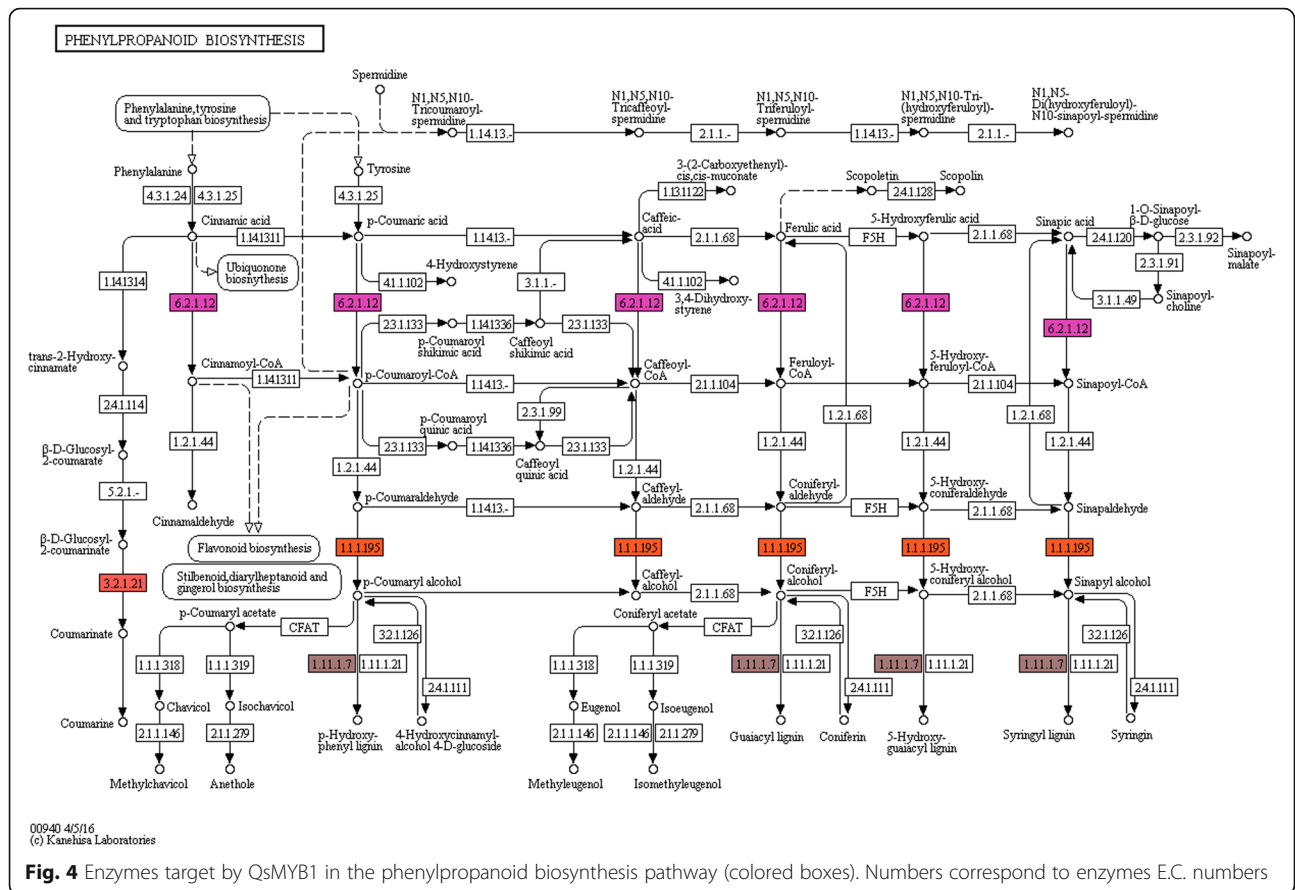 PHENYLPROPANOID BIOSYNTHESIS
Spermidine
Phenylalanine, tyrosine
and tryptophan biosynthesis
N1,N5,N10-
Tricoumaroyl-
spermidine
N1,N5,N10-
Tricaffeoyl-
spermidine
N1,N5,N10-
Triferuloyl-
spermidine
N1,N5,N10-Tri-
(hydroxyferuloyl)-
spermidine
N1,N5-
Di(hydroxyferuloyl)-
N10-sinapoyl-spermidine
1.14.13.-
2.1.1.-
1.14.13.-
2.1.1.-
Phenylalanine
Tyrosine
3-(2-Carboxyethenyl)-
cis,cis-muconate
Scopoletin
Scopolin
4.3.1.24
4.3.1.25
4.3.1.25
1.13.11.22
2.4.1.128
Cinnamic acid
p-Coumaric acid
Caffeic
acid
Ferulic acid
5-Hydroxyferulic acid
Sinapic acid
1-O-Sinapoyl-
β-D-glucose
1.14.13.11
1.14.13.-
2.1.1.68
F5H
2.1.1.68
2.4.1.120
2.3.1.92
Sinapoyl-
malate
Ubiquonone
biosnythesis
4-Hydroxystyrene
4.1.1.102
3.1.1.-
4.1.1.102
3,4-Dihydroxy-
styrene
2.3.1.91
3.1.1.49
Sinapoyl-
choline
1.14.13.14
6.2.1.12
6.2.1.12
6.2.1.12
6.2.1.12
6.2.1.12
6.2.1.12
2.3.1.133
1.14.13.36
2.3.1.133
p-Coumaroyl
shikimic acid
Caffeoyl
shikimic acid
trans-2-Hydroxy-
cinnamate
Cinnamoyl-CoA
1.14.13.11
p-Coumaroyl-CoA
1.14.13.-
Caffeoyl-
CoA
2.1.1.104
Feruloyl-
CoA
5-Hydroxy-
feruloyl-CoA
2.1.1.104
Sinapoyl-CoA
2.4.1.114
2.3.1.99
1.2.1.68
1.2.1.68
p-Coumaroyl
quinic acid
2.3.1.133
1.14.13.36
2.3.1.133
Caffeoyl
quinic acid
1.2.1.44
1.2.1.44
1.2.1.44
1.2.1.44
1.2.1.44
1.2.1.44
β-D-Glucosyl-
2-coumarate
5.2.1.-
Cinnamaldehyde
p-Coumaraldehyde
1.14.13.-
Caffeyl-
aldehyde
2.1.1.68
Coniferyl-
aldehyde
F5H
5-Hydroxy-
coniferaldehyde
2.1.1.68
Sinapaldehyde
β-D-Glucosyl-
2-coumarinate
Flavonoid biosynthesis
1.1.1.195
1.1.1.195
1.1.1.195
1.1.1.195
1.1.1.195
3.2.1.21
Stilbenoid, diarylheptanoid and
gingerol biosynthesis
p-Coumaryl alcohol
Caffeyl-
alcohol
2.1.1.68
Coniferyl-
alcohol
F5H
5-Hydroxy-
coniferyl alcohol
2.1.1.68
Sinapyl alcohol
p-Coumaryl acetate
CFAT
Coniferyl acetate
CFAT
Coumarinate
3.2.1.126
3.2.1.126
3.2.1.126
1.1.1.318
1.1.1.319
1.11.1.7
1.11.1.21
1.1.1.318
1.1.1.319
1.11.1.7
1.11.1.21
1.11.1.7
1.11.1.21
1.11.1.7
1.11.1.21
2.4.1.111
2.4.1.111
2.4.1.111
Coumarine
Chavicol
Isochavicol
Eugenol
Isoeugenol
p-Hydroxy-
phenyl lignin
4-Hydroxycinnamyl-
alcohol 4-D-glucoside
Guaiacyl lignin
Coniferin
5-Hydroxy-
guaiacyl lignin
Syringyl lignin
Syringin
2.1.1.146
2.1.1.279
2.1.1.146
2.1.1.146
2.1.1.279
Methylchavicol
Anethole
Methyleugenol
Isomethyleugenol
00940 4/5/16
(c) Kanehisa Laboratories
Fig. 4 Enzymes target by QsMYB1 in the phenylpropanoid biosynthesis pathway (colored boxes). Numbers correspond to enzymes E.C. numbers